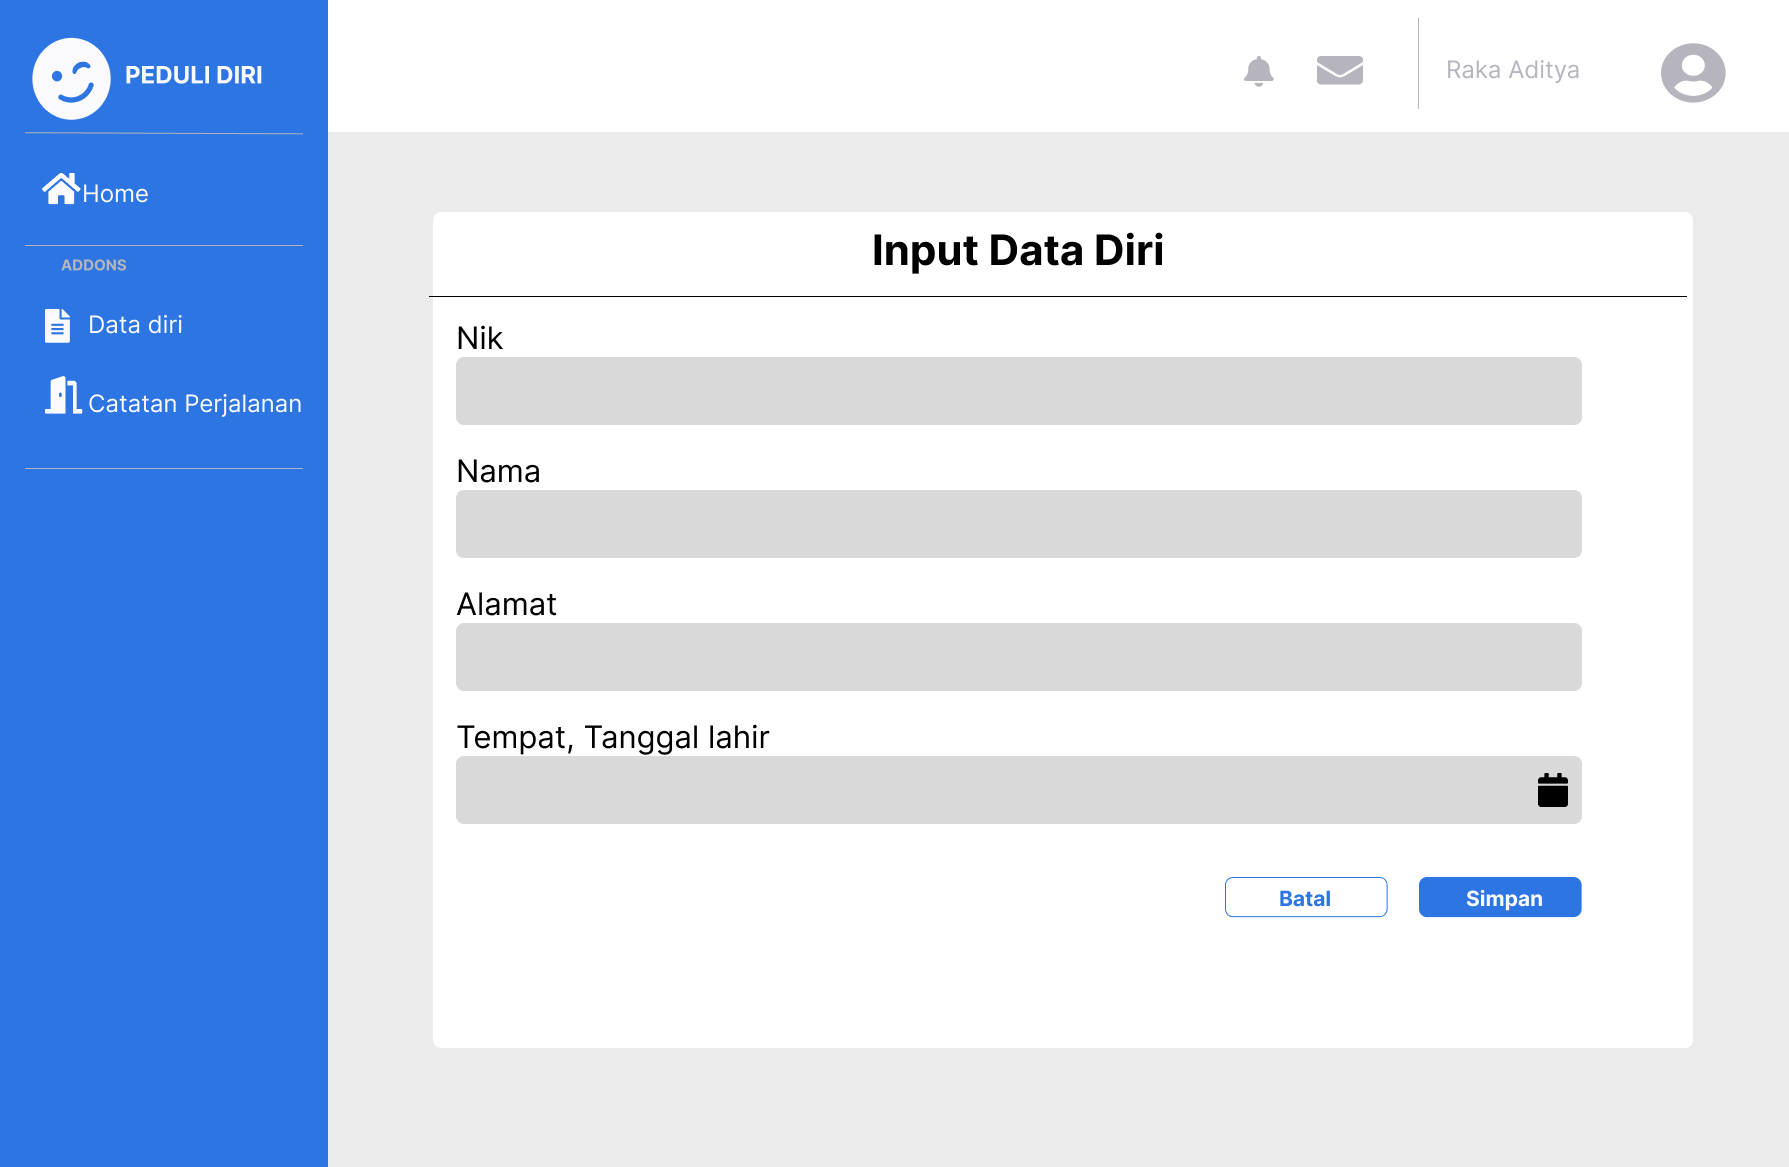 PEDULI DIRI
Raka Aditya
Home
ADDONS
Data diri
Catatan Perjalanan
Input Data Diri
Nik
Nama
Alamat
Tempat, Tanggal lahir
Batal
Simpan